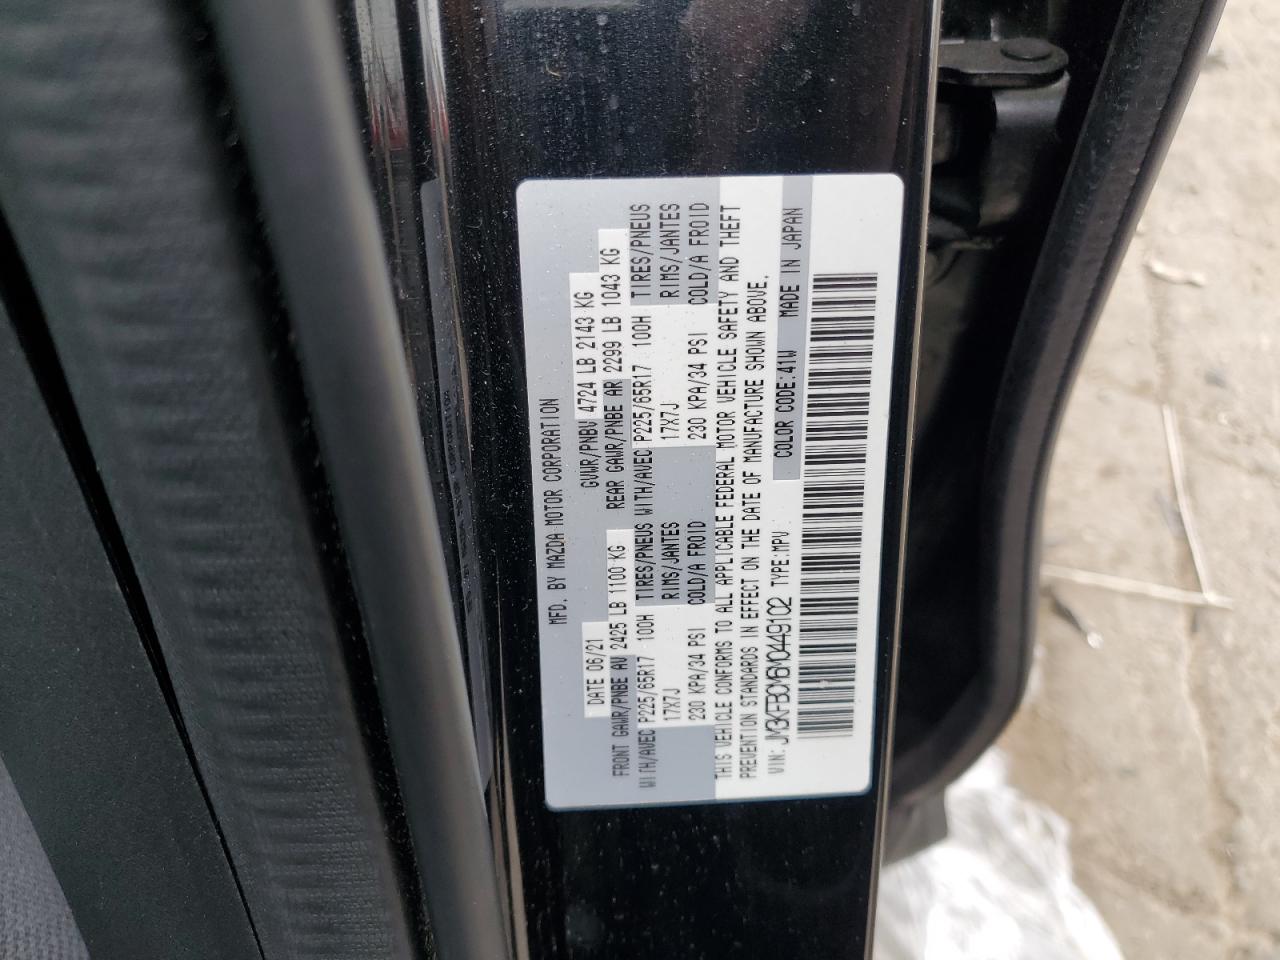 MFD. BY MAZDA MOTOR CORPORATION
DATE 06/21 GVWR/PNBV 4724 LB 2143 KG
FRONT GAWR/PNBE AV 2425 LB 1100 KG REAR GAWR/PNBE AR 2299 LB 1043 KG
WITH/AVEC P225/65R17 100H TIRES/PNEUS WITH/AVEC P225/65R17 100H TIRES/PNEUS
17X7J RIMS/JANTES 17X7J RIMS/JANTES
230 KPA/34 PSI COLD/A FROID 230 KPA/34 PSI COLD/A FROID
THIS VEHICLE CONFORMS TO ALL APPLICABLE FEDERAL MOTOR VEHICLE SAFETY AND THEFT
PREVENTION STANDARDS IN EFFECT ON THE DATE OF MANUFACTURE SHOWN ABOVE.
VIN: JM3KFBCM6M0449102 TYPE:MPV COLOR CODE:41W MADE IN JAPAN